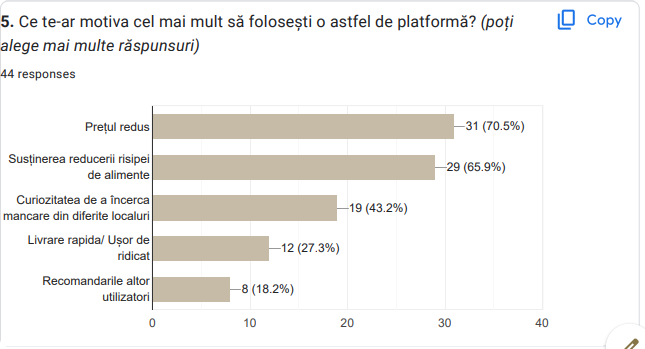 5. Ce te-ar motiva cel mai mult să folosești o astfel de platformă? (poți
alege mai multe răspunsuri)
Copy
44 responses
Prețul redus
31 (70.5%)
Susținerea reducerii risipei
de alimente
29 (65.9%)
Curiozitatea de a încerca
mancare din diferite localuri
19 (43.2%)
Livrare rapida/ Ușor de
ridicat
12 (27.3%)
Recomandarile altor
utilizatori
8 (18.2%)
0 10 20 30 40